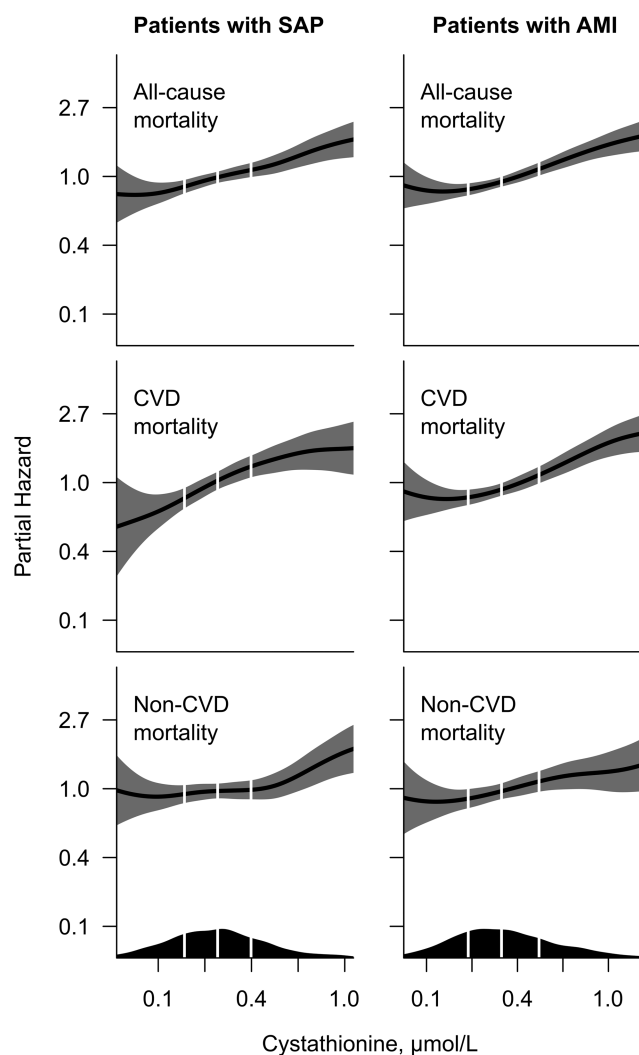 Patients with SAP
Patients with AMI
All-cause
mortality
All-cause
mortality
2.7
1.0
0.4
0.1
CVD
mortality
CVD
mortality
2.7
1.0
0.4
0.1
Partial Hazard
Non-CVD
mortality
Non-CVD
mortality
2.7
1.0
0.4
0.1
0.1 0.4 1.0
0.1 0.4 1.0
Cystathionine, μmol/L